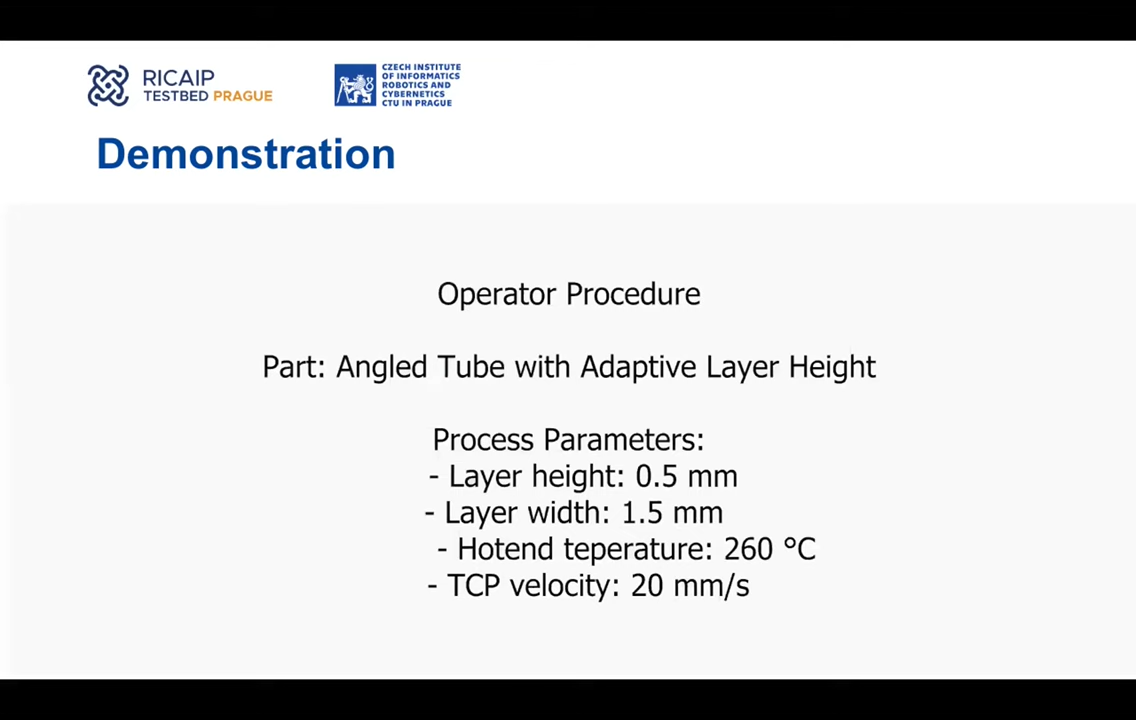 RICAIP
TESTBED PRAGUE
CZECH INSTITUTE
OF INFORMATICS
ROBOTICS AND
CYBERNETICS
CTU IN PRAGUE
Demonstration
Operator Procedure
Part: Angled Tube with Adaptive Layer Height
Process Parameters:
- Layer height: 0.5 mm
- Layer width: 1.5 mm
- Hotend teperature: 260 °C
- TCP velocity: 20 mm/s